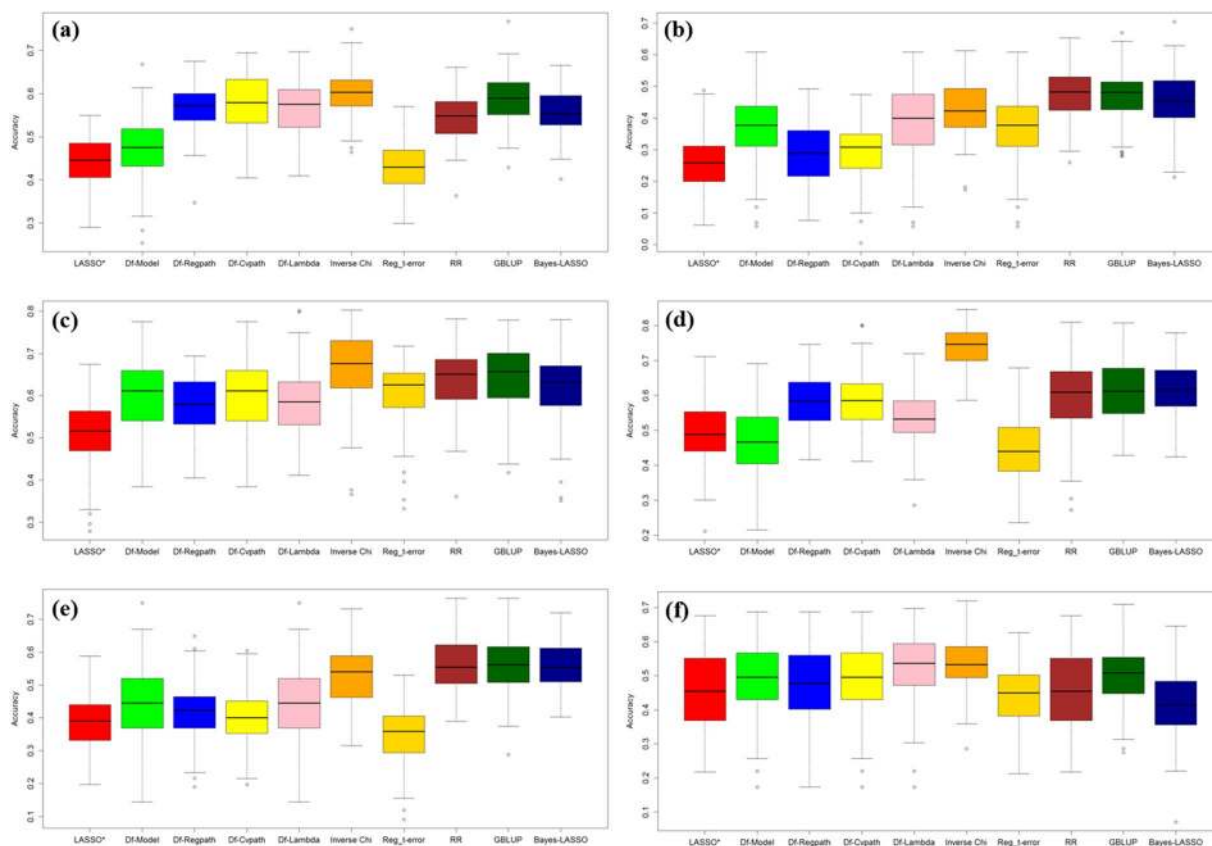 (a)
Accuracy
0.7
0.6
0.5
0.4
0.3
LASSO* Df-Model Df-Regpath Df-Cvpath Df-Lambda Inverse Chi Reg_t-error RR GBLUP Bayes-LASSO
(b)
Accuracy
0.7
0.6
0.5
0.4
0.3
0.2
0.1
0.0
LASSO* Df-Model Df-Regpath Df-Cvpath Df-Lambda Inverse Chi Reg_t-error RR GBLUP Bayes-LASSO
(c)
Accuracy
0.8
0.7
0.6
0.5
0.4
0.3
LASSO* Df-Model Df-Regpath Df-Cvpath Df-Lambda Inverse Chi Reg_t-error RR GBLUP Bayes-LASSO
(d)
Accuracy
0.8
0.7
0.6
0.5
0.4
0.3
0.2
LASSO* Df-Model Df-Regpath Df-Cvpath Df-Lambda Inverse Chi Reg_t-error RR GBLUP Bayes-LASSO
(e)
Accuracy
0.7
0.6
0.5
0.4
0.3
0.2
0.1
LASSO* Df-Model Df-Regpath Df-Cvpath Df-Lambda Inverse Chi Reg_t-error RR GBLUP Bayes-LASSO
(f)
Accuracy
0.7
0.6
0.5
0.4
0.3
0.2
0.1
LASSO* Df-Model Df-Regpath Df-Cvpath Df-Lambda Inverse Chi Reg_t-error RR GBLUP Bayes-LASSO